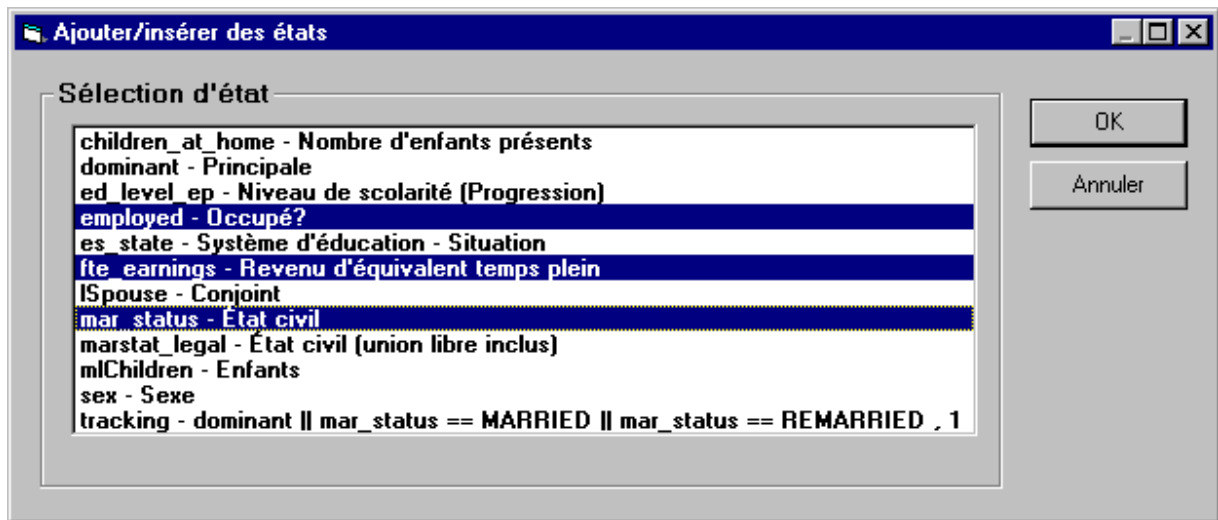 Ajouter/insérer des états
Sélection d'état
children_at_home - Nombre d'enfants présents
dominant - Principale
ed_level_ep - Niveau de scolarité (Progression)
employed - Occupé?
es_state - Système d'éducation - Situation
fte_earnings - Revenu d'équivalent temps plein
lSpouse - Conjoint
mar_status - État civil
marstat_legal - État civil (union libre inclus)
mlChildren - Enfants
sex - Sexe
tracking - dominant || mar_status == MARRIED || mar_status == REMARRIED , 1
OK
Annuler